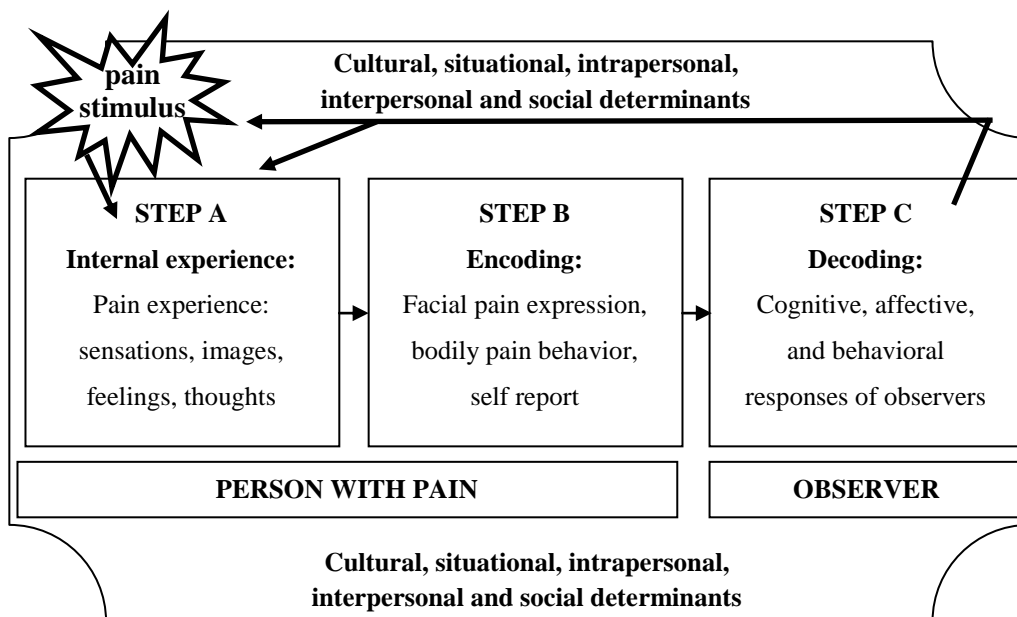 pain
stimulus
Cultural, situational, intrapersonal,
interpersonal and social determinants
STEP A
Internal experience:
Pain experience:
sensations, images,
feelings, thoughts
STEP B
Encoding:
Facial pain expression,
bodily pain behavior,
self report
STEP C
Decoding:
Cognitive, affective,
and behavioral
responses of observers
PERSON WITH PAIN
OBSERVER
Cultural, situational, intrapersonal,
interpersonal and social determinants